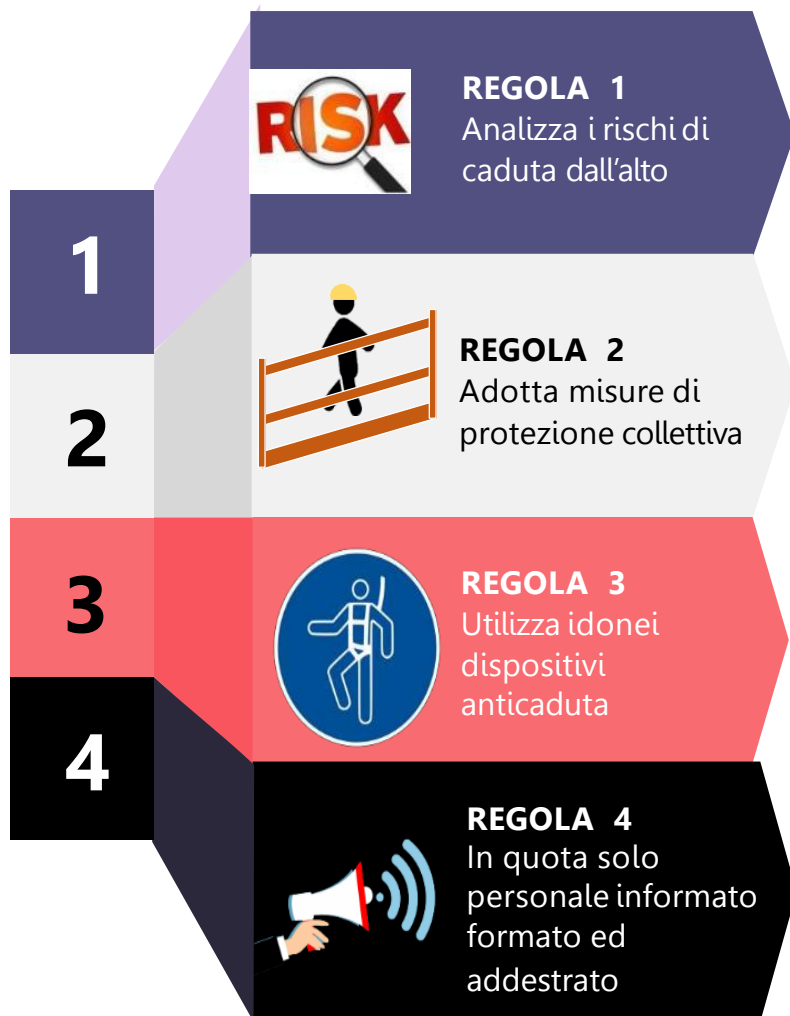 RISK
REGOLA 1
Analizza i rischi di
caduta dall'alto
1
REGOLA 2
Adotta misure di
protezione collettiva
2
REGOLA 3
Utilizza idonei
dispositivi
anticaduta
3
REGOLA 4
In quota solo
personale informato
formato ed
addestrato
4